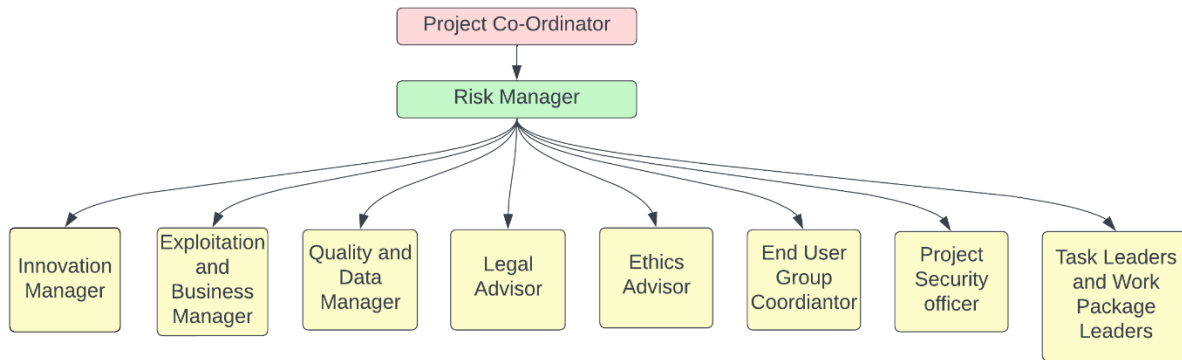 Project Co-Ordinator
Risk Manager
Innovation
Manager
Exploitation
and
Business
Manager
Quality and
Data
Manager
Legal
Advisor
Ethics
Advisor
End User
Group
Coordiantor
Project
Security
officer
Task Leaders
and Work
Package
Leaders